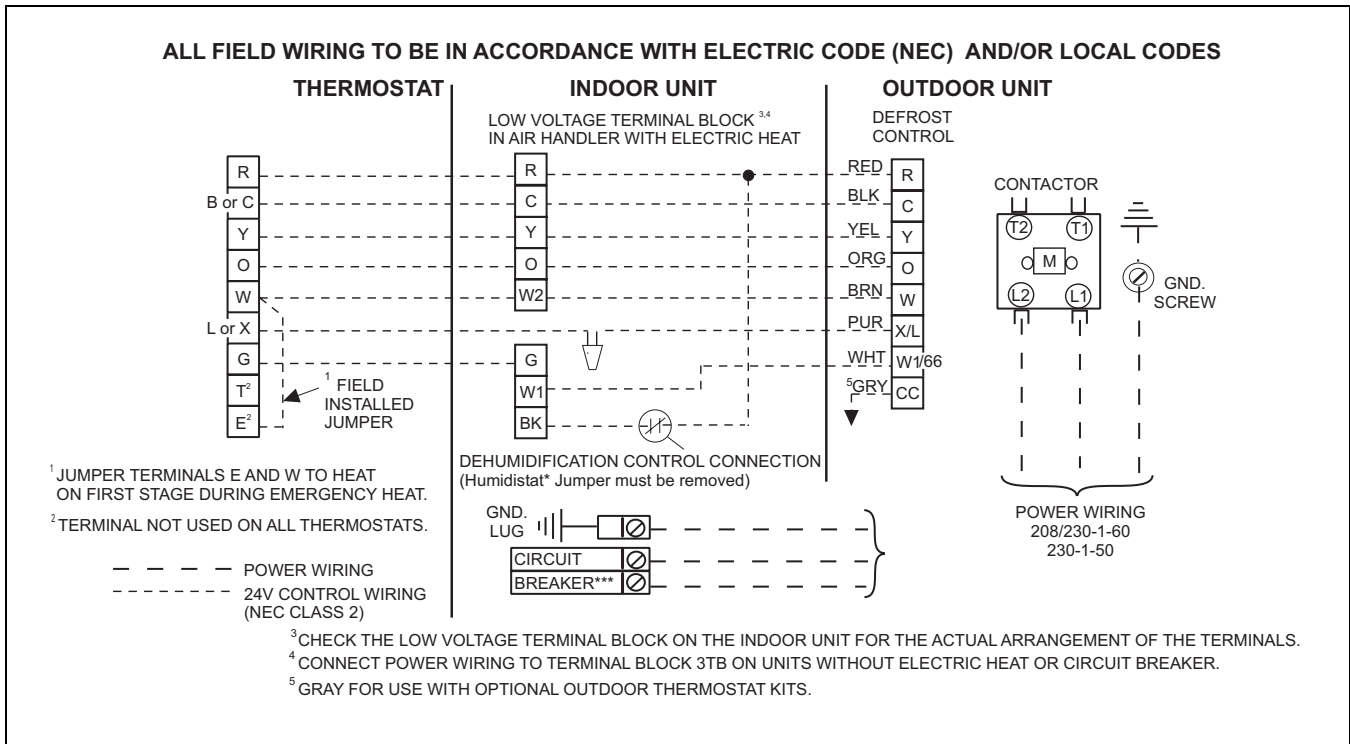 ALL FIELD WIRING TO BE IN ACCORDANCE WITH ELECTRIC CODE (NEC) AND/OR LOCAL CODES
THERMOSTAT
INDOOR UNIT
OUTDOOR UNIT
LOW VOLTAGE TERMINAL BLOCK 3,4
IN AIR HANDLER WITH ELECTRIC HEAT
DEFROST
CONTROL
R
B or C
Y
O
W
L or X
G
T2
E2
1 FIELD
INSTALLED
JUMPER
R
C
Y
O
W2
G
W1
BK
RED
BLK
YEL
ORG
BRN
PUR
WHT
5GRY
R
C
Y
O
W
X/L
W1/66
CC
CONTACTOR
T2
T1
M
L2
L1
GND.
SCREW
DEHUMIDIFICATION CONTROL CONNECTION
(Humidistat* Jumper must be removed)
1 JUMPER TERMINALS E AND W TO HEAT
ON FIRST STAGE DURING EMERGENCY HEAT.
2 TERMINAL NOT USED ON ALL THERMOSTATS.
GND.
LUG
CIRCUIT
BREAKER***
POWER WIRING
208/230-1-60
230-1-50
POWER WIRING
24V CONTROL WIRING
(NEC CLASS 2)
3 CHECK THE LOW VOLTAGE TERMINAL BLOCK ON THE INDOOR UNIT FOR THE ACTUAL ARRANGEMENT OF THE TERMINALS.
4 CONNECT POWER WIRING TO TERMINAL BLOCK 3TB ON UNITS WITHOUT ELECTRIC HEAT OR CIRCUIT BREAKER.
5 GRAY FOR USE WITH OPTIONAL OUTDOOR THERMOSTAT KITS.